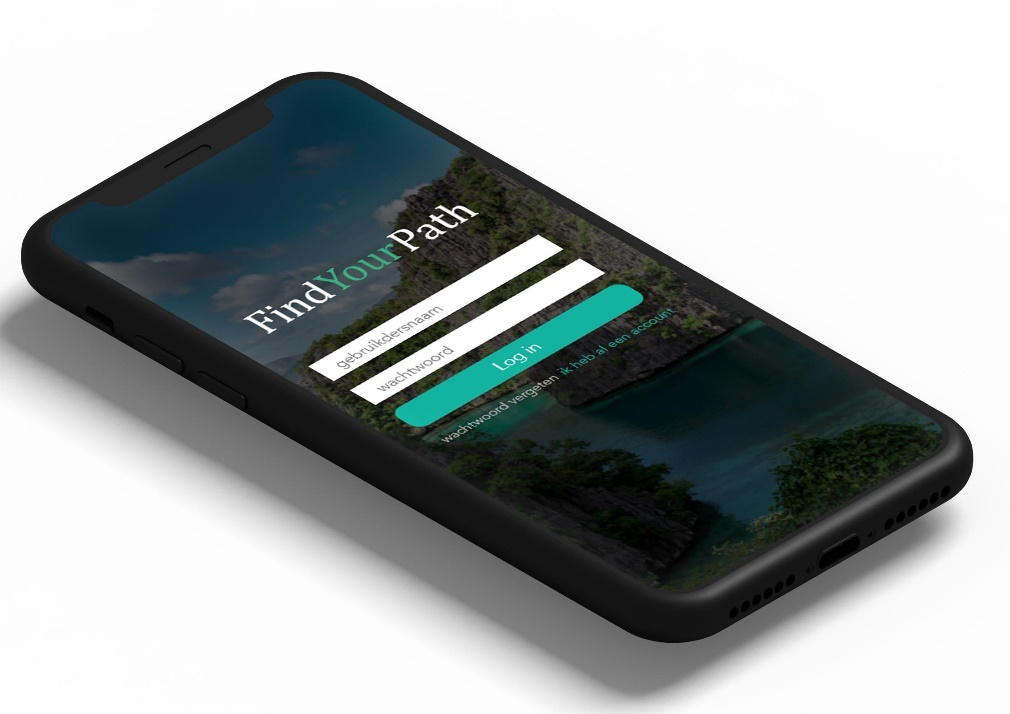 FindYourPath
gebruikdersnaam
wachtwoord
Log in
wachtwoord vergeten ik heb al een account